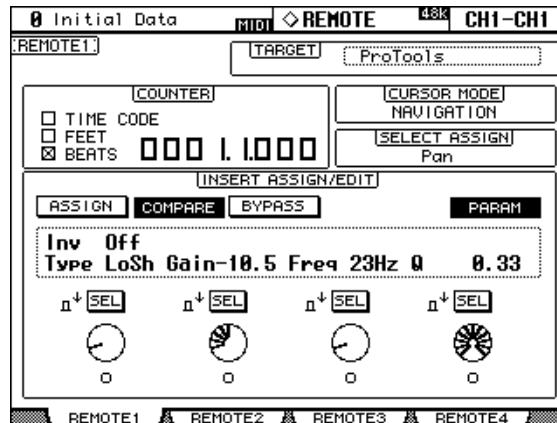 0 Initial Data MIDI ◇REMOTE 48k CH1-CH1
REMOTE1
TARGET ProTools
COUNTER
TIME CODE
FEET
BEATS 000 1. 1.000
CURSOR MODE
NAVIGATION
SELECT ASSIGN
Pan
INSERT ASSIGN/EDIT
ASSIGN COMPARE BYPASS PARAM
Inv Off
Type LoSh Gain-10.5 Freq 23Hz Q 0.33
SEL SEL SEL SEL
REMOTE1 REMOTE2 REMOTE3 REMOTE4